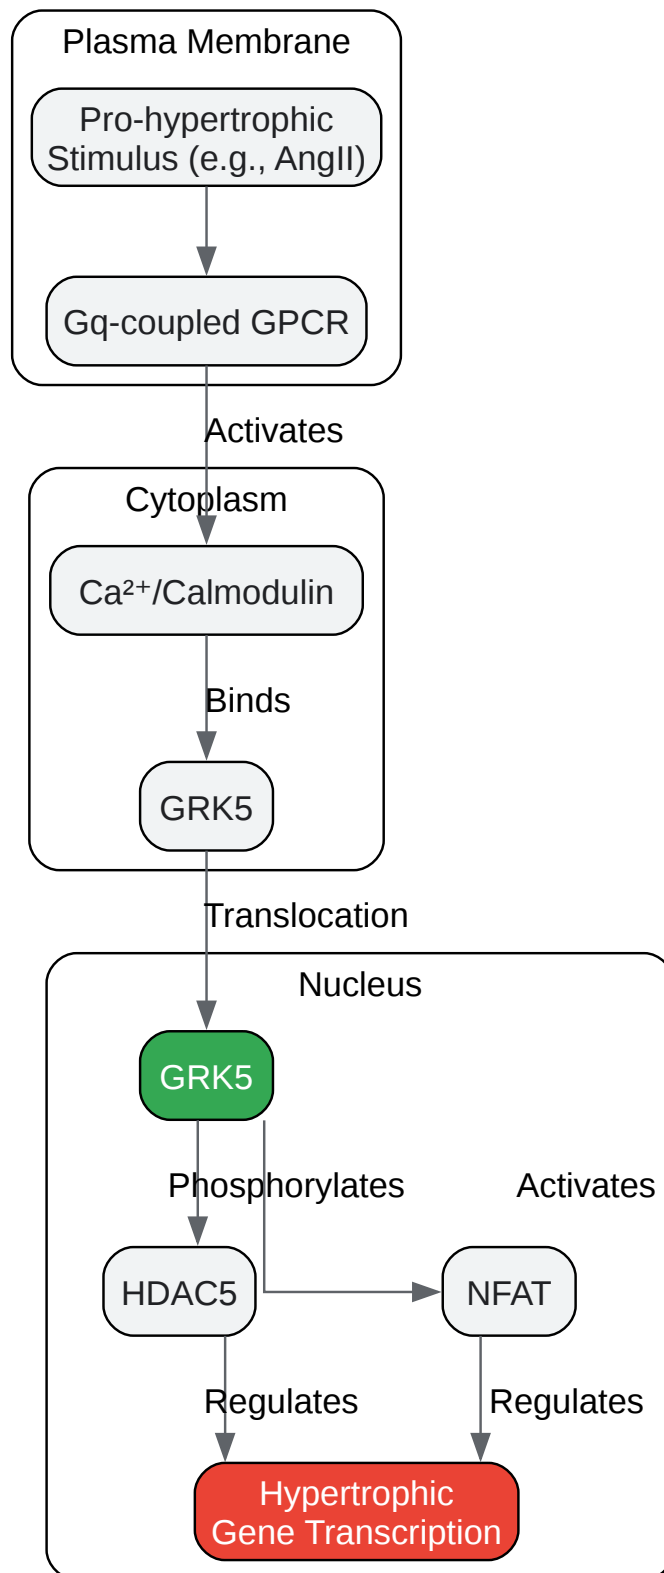 Plasma Membrane
Pro-hypertrophic
Stimulus (e.g., AngII)
Gq-coupled GPCR
Activates
Cytoplasm
Ca²⁺/Calmodulin
Binds
GRK5
Translocation
Nucleus
GRK5
Phosphorylates
Activates
HDAC5
NFAT
Regulates
Regulates
Hypertrophic
Gene Transcription